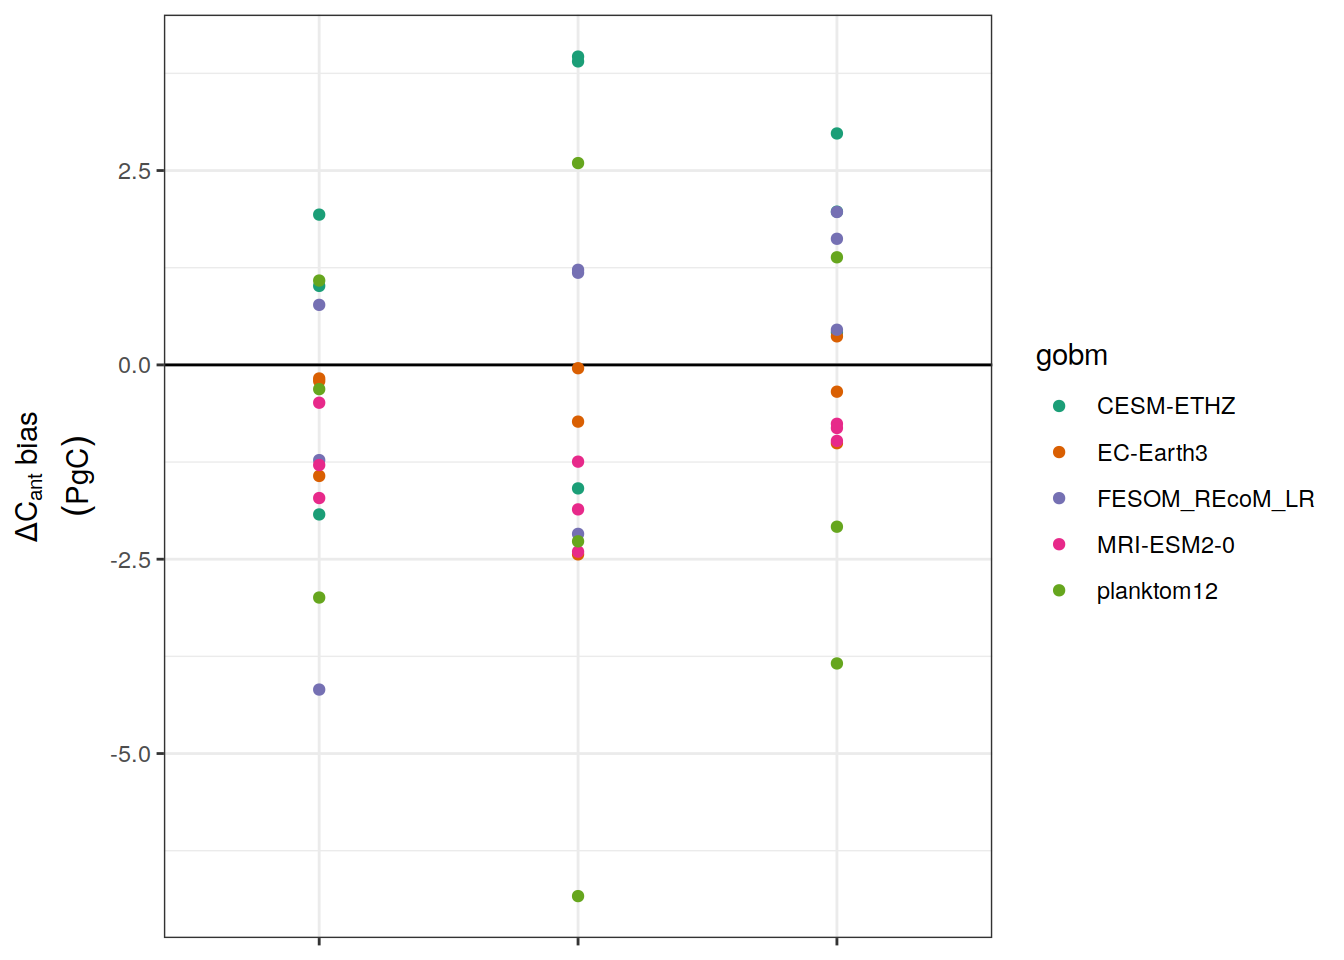 ΔCant bias
(PgC)
2.5
0.0
-2.5
-5.0
gobm
CESM-ETHZ
EC-Earth3
FESOM_REcoM_LR
MRI-ESM2-0
planktom12